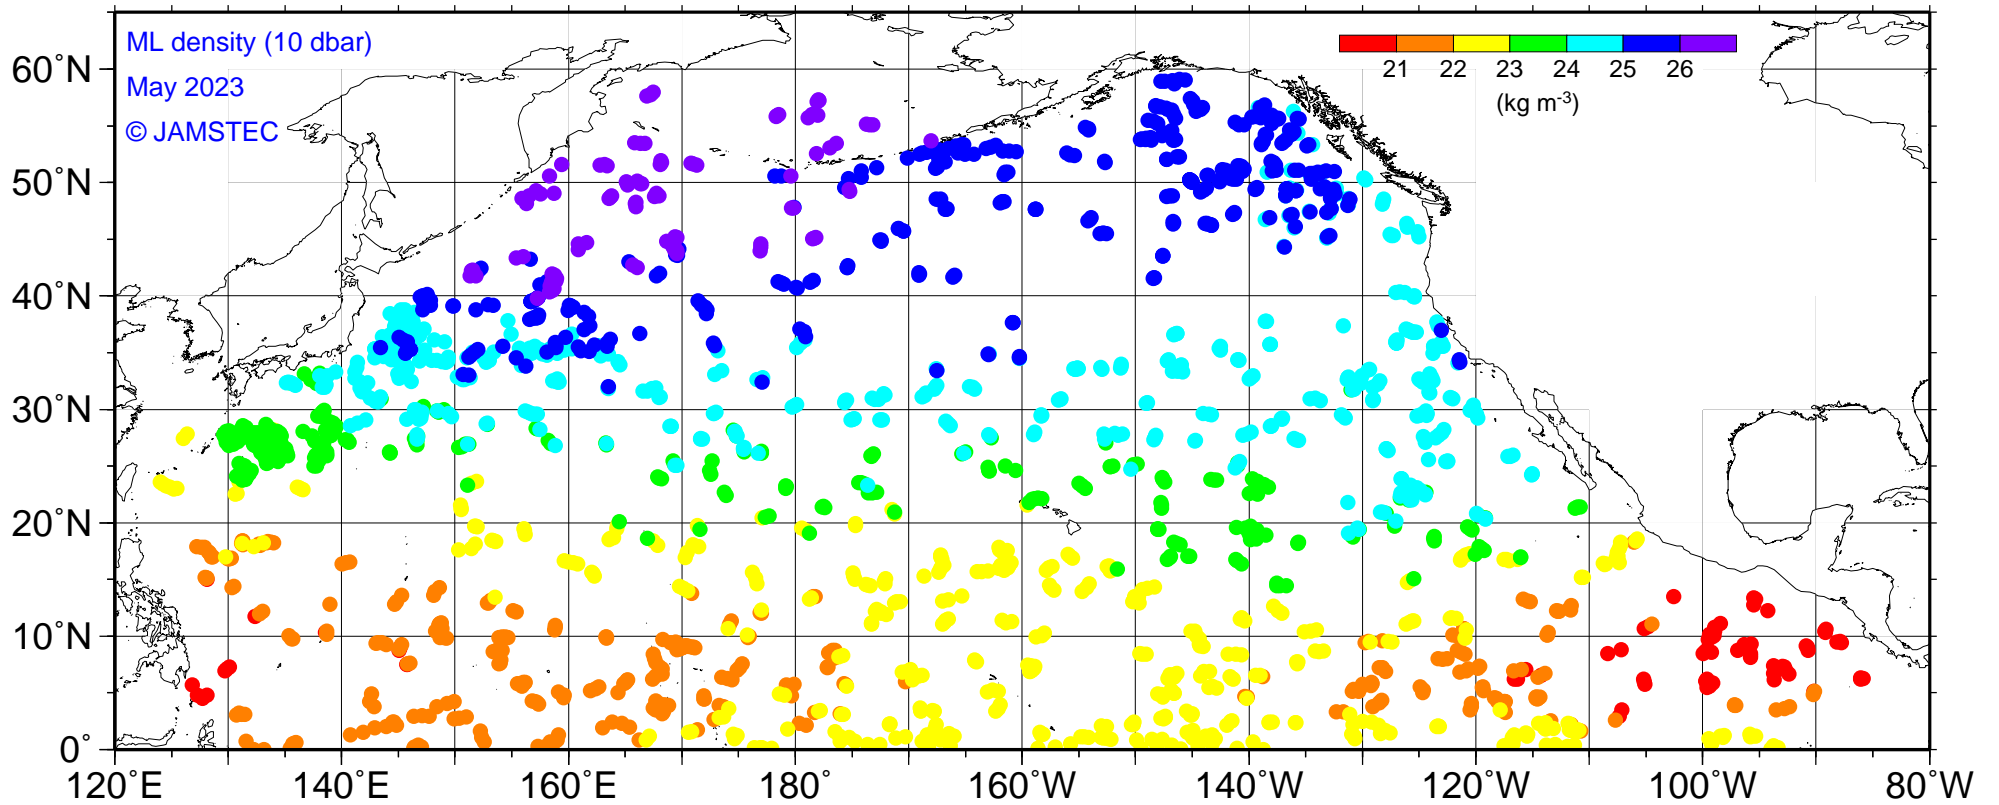 ML density (10 dbar)
May 2023
© JAMSTEC
21 22 23 24 25 26
(kg m-3)
60˚N
50˚N
40˚N
30˚N
20˚N
10˚N
0˚
120˚E 140˚E 160˚E 180˚ 160˚W 140˚W 120˚W 100˚W 80˚W